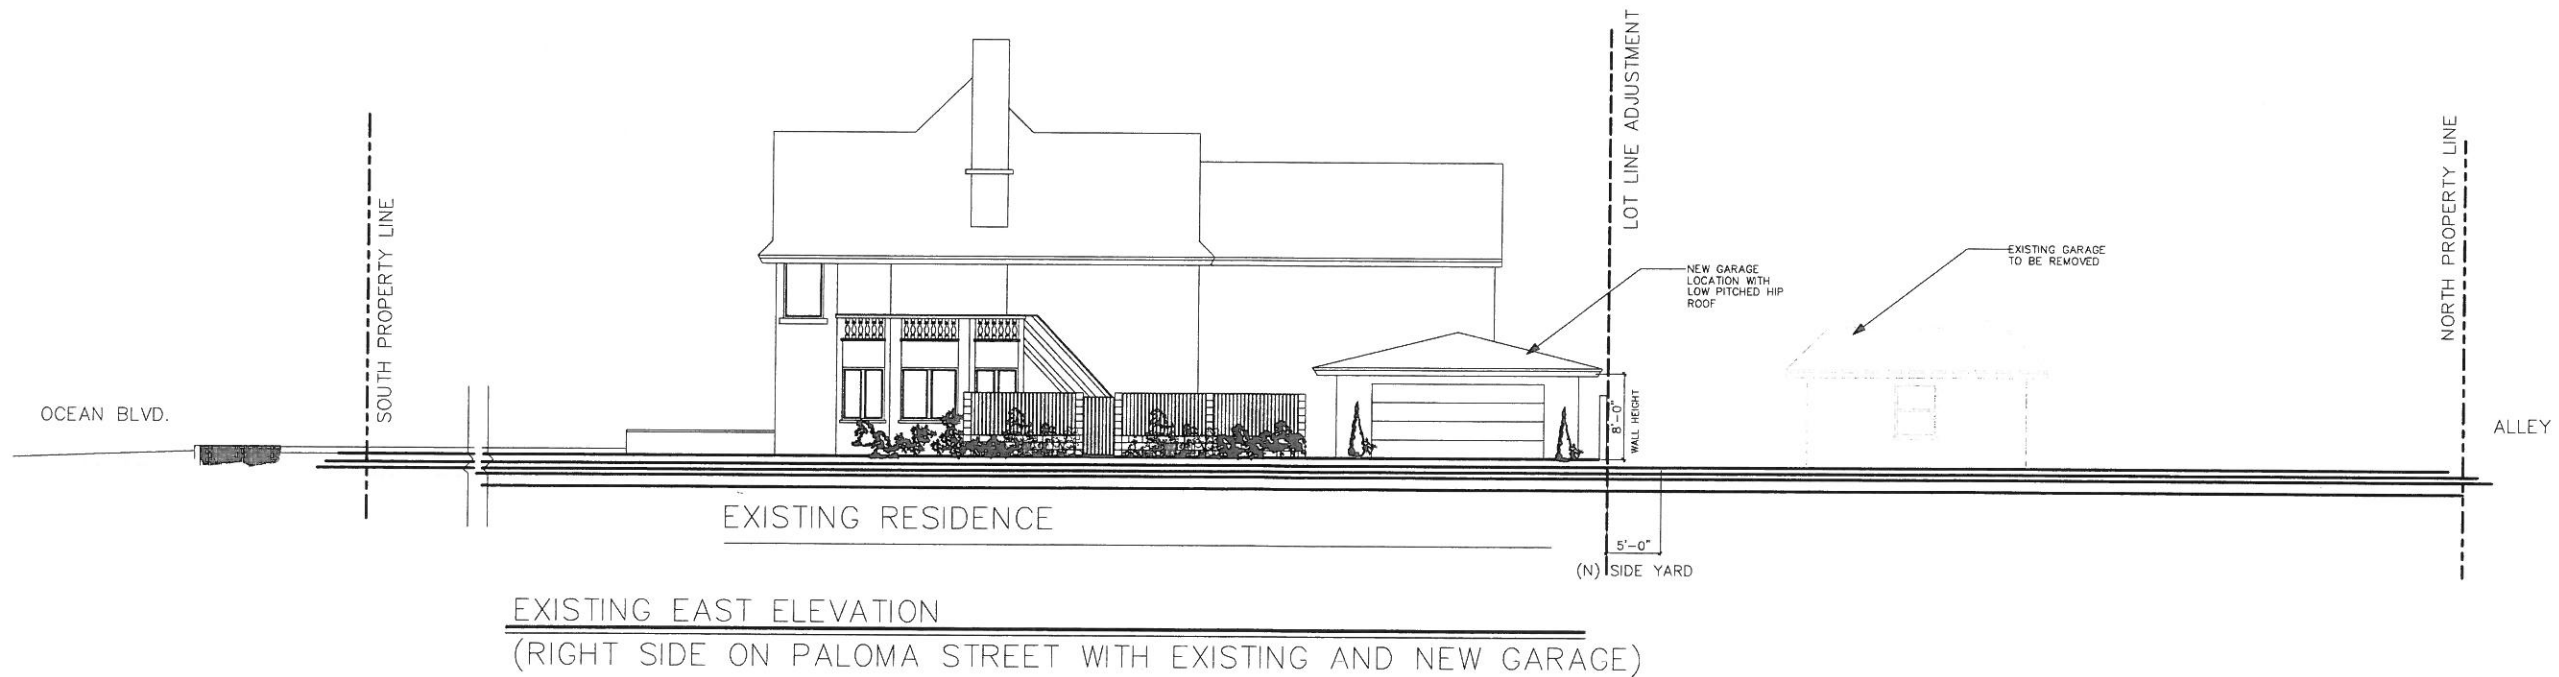 OCEAN BLVD.
SOUTH PROPERTY LINE
LOT LINE ADJUSTMENT
NEW GARAGE
LOCATION WITH
LOW PITCHED HIP
ROOF
8'-0"
WALL HEIGHT
EXISTING GARAGE
TO BE REMOVED
NORTH PROPERTY LINE
ALLEY
EXISTING RESIDENCE
5'-0"
(N) SIDE YARD
EXISTING EAST ELEVATION
(RIGHT SIDE ON PALOMA STREET WITH EXISTING AND NEW GARAGE)